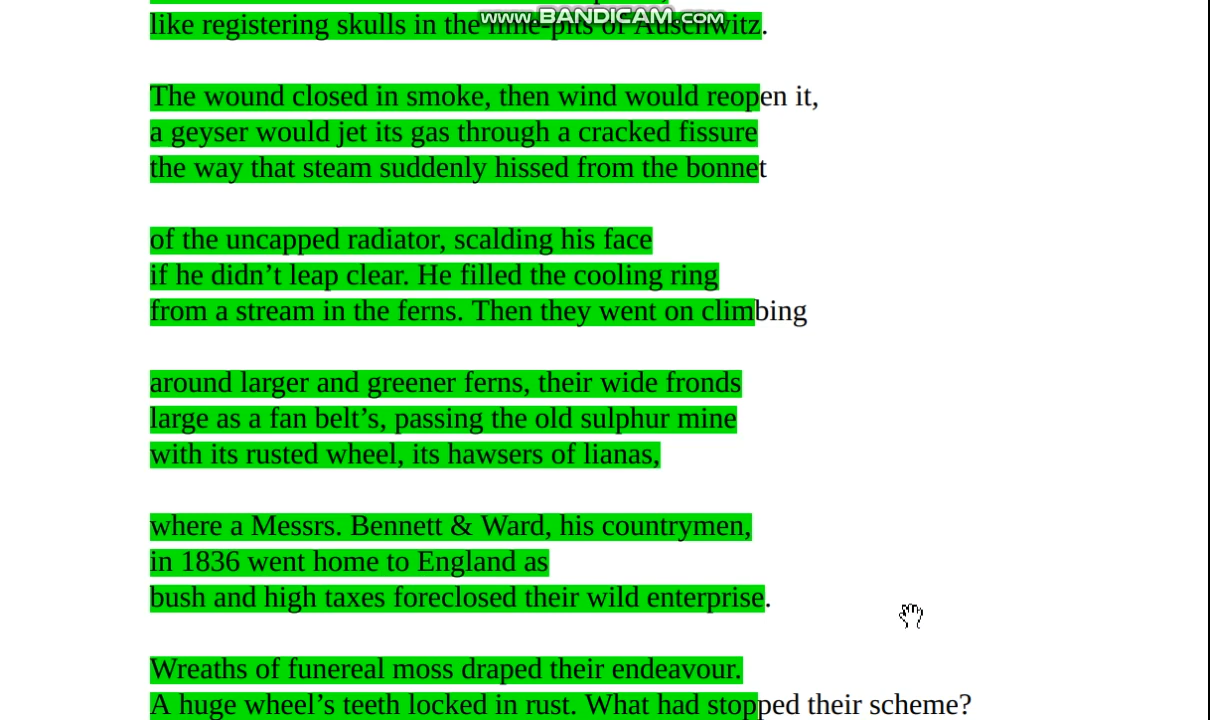 www.BANDICAM.com
like registering skulls in the lime-pits of Auschwitz.
The wound closed in smoke, then wind would reopen it,
a geyser would jet its gas through a cracked fissure
the way that steam suddenly hissed from the bonnet
of the uncapped radiator, scalding his face
if he didn’t leap clear. He filled the cooling ring
from a stream in the ferns. Then they went on climbing
around larger and greener ferns, their wide fronds
large as a fan belt’s, passing the old sulphur mine
with its rusted wheel, its hawsers of lianas,
where a Messrs. Bennett & Ward, his countrymen,
in 1836 went home to England as
bush and high taxes foreclosed their wild enterprise.
Wreaths of funereal moss draped their endeavour.
A huge wheel’s teeth locked in rust. What had stopped their scheme?